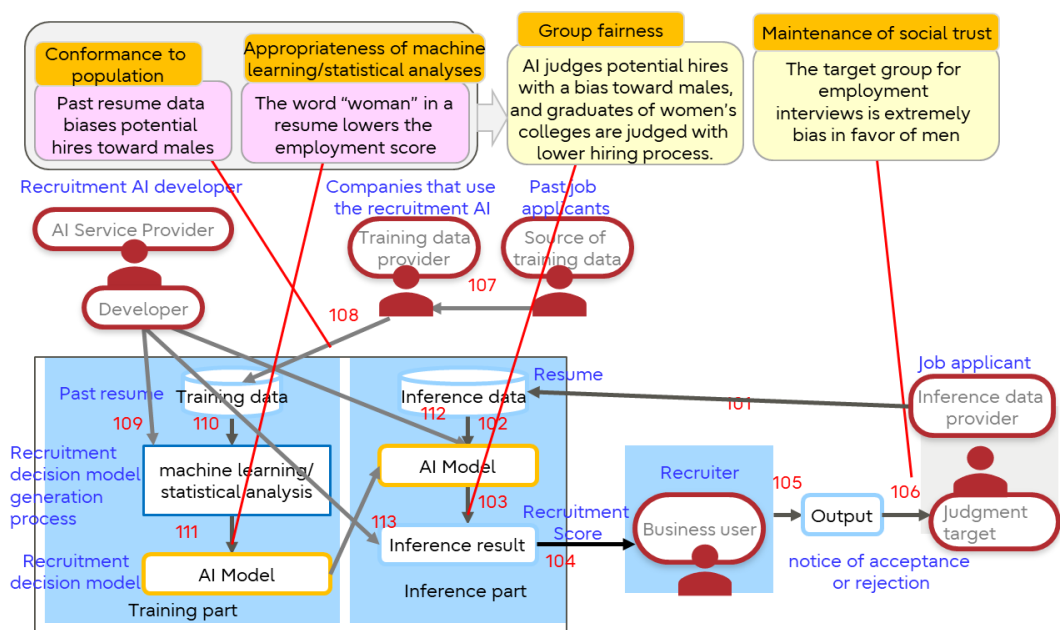 Conformance to
population
Past resume data
biases potential
hires toward males
Appropriateness of machine
learning/statistical analyses
The word “woman” in a
resume lowers the
employment score
Group fairness
AI judges potential hires
with a bias toward males,
and graduates of women’s
colleges are judged with
lower hiring process.
Maintenance of social trust
The target group for
employment
interviews is extremely
bias in favor of men
Recruitment AI developer
AI Service Provider
Developer
Companies that use
the recruitment AI
Training data
provider
Past job
applicants
Source of
training data
107
108
Past resume
Training data
109
110
Recruitment
decision model
generation
process
machine learning/
statistical analysis
111
Recruitment
decision model
AI Model
Training part
Resume
Inference data
112
102
AI Model
103
113
Inference result
Inference part
Recruitment
Score
104
101
Job applicant
Inference data
provider
Recruiter
Business user
105
Output
106
Judgment
target
notice of acceptance
or rejection